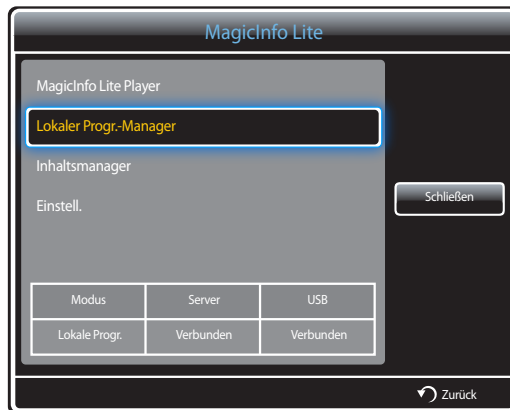 MagicInfo Lite
MagicInfo Lite Player
Lokaler Progr.-Manager
Inhaltsmanager
Einstell.
Schließen
Modus Server USB
Lokale Progr. Verbunden Verbunden
Zurück